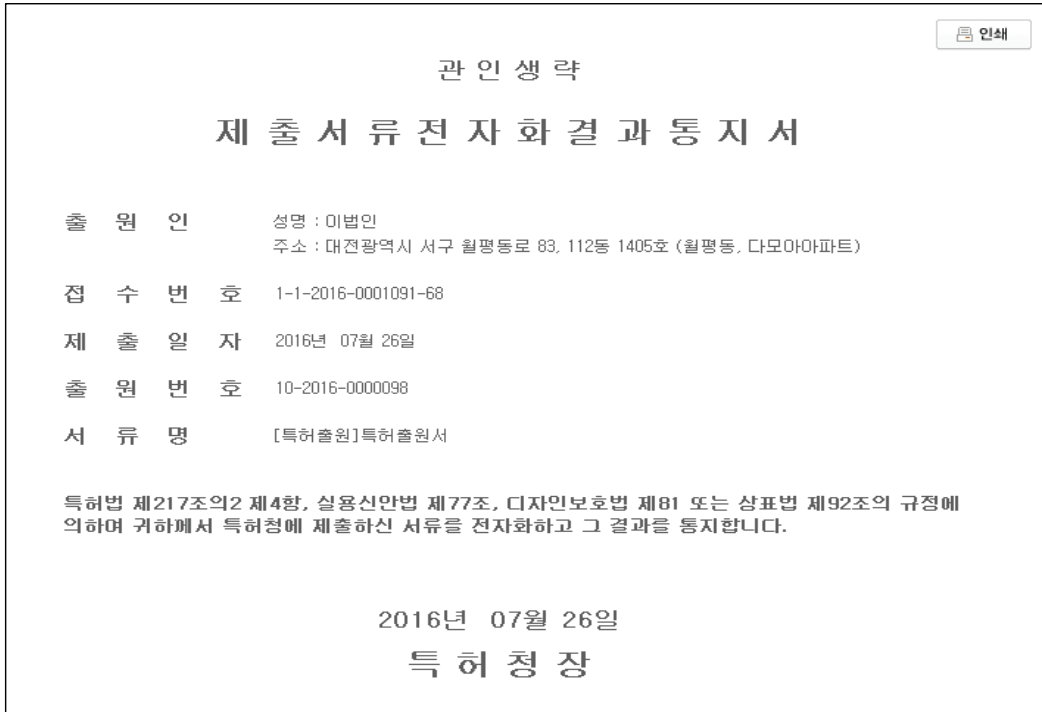 인쇄
관 인 생 략
제 출 서 류 전 자 화 결 과 통 지 서
출 원 인 성명 : 이법인
주소 : 대전광역시 서구 월평동로 83, 112동 1405호 (월평동, 다모아아파트)
접 수 번 호 1-1-2016-0001091-68
제 출 일 자 2016년 07월 26일
출 원 번 호 10-2016-0000098
서 류 명 [특허출원]특허출원서
특허법 제217조의2 제4항, 실용신안법 제77조, 디자인보호법 제81 또는 상표법 제92조의 규정에
의하여 귀하께서 특허청에 제출하신 서류를 전자화하고 그 결과를 통지합니다.
2016년 07월 26일
특 허 청 장